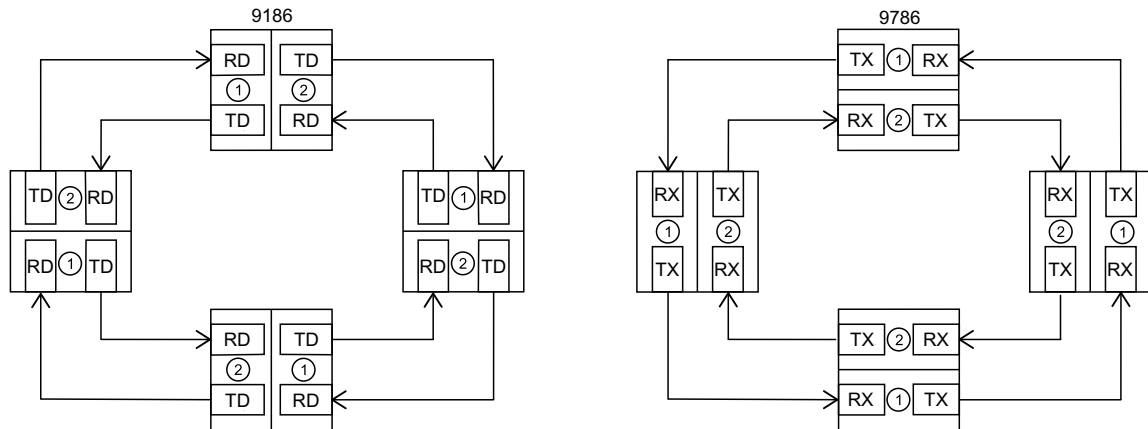 9186
RD TD
① ②
TD RD
TD ② RD
RD ① TD
TD ① RD
RD ② TD
RD TD
② ①
TD RD
9786
TX ① RX
RX ② TX
RX TX
① ②
TX RX
RX TX
② ①
TX RX
TX ② RX
RX ① TX